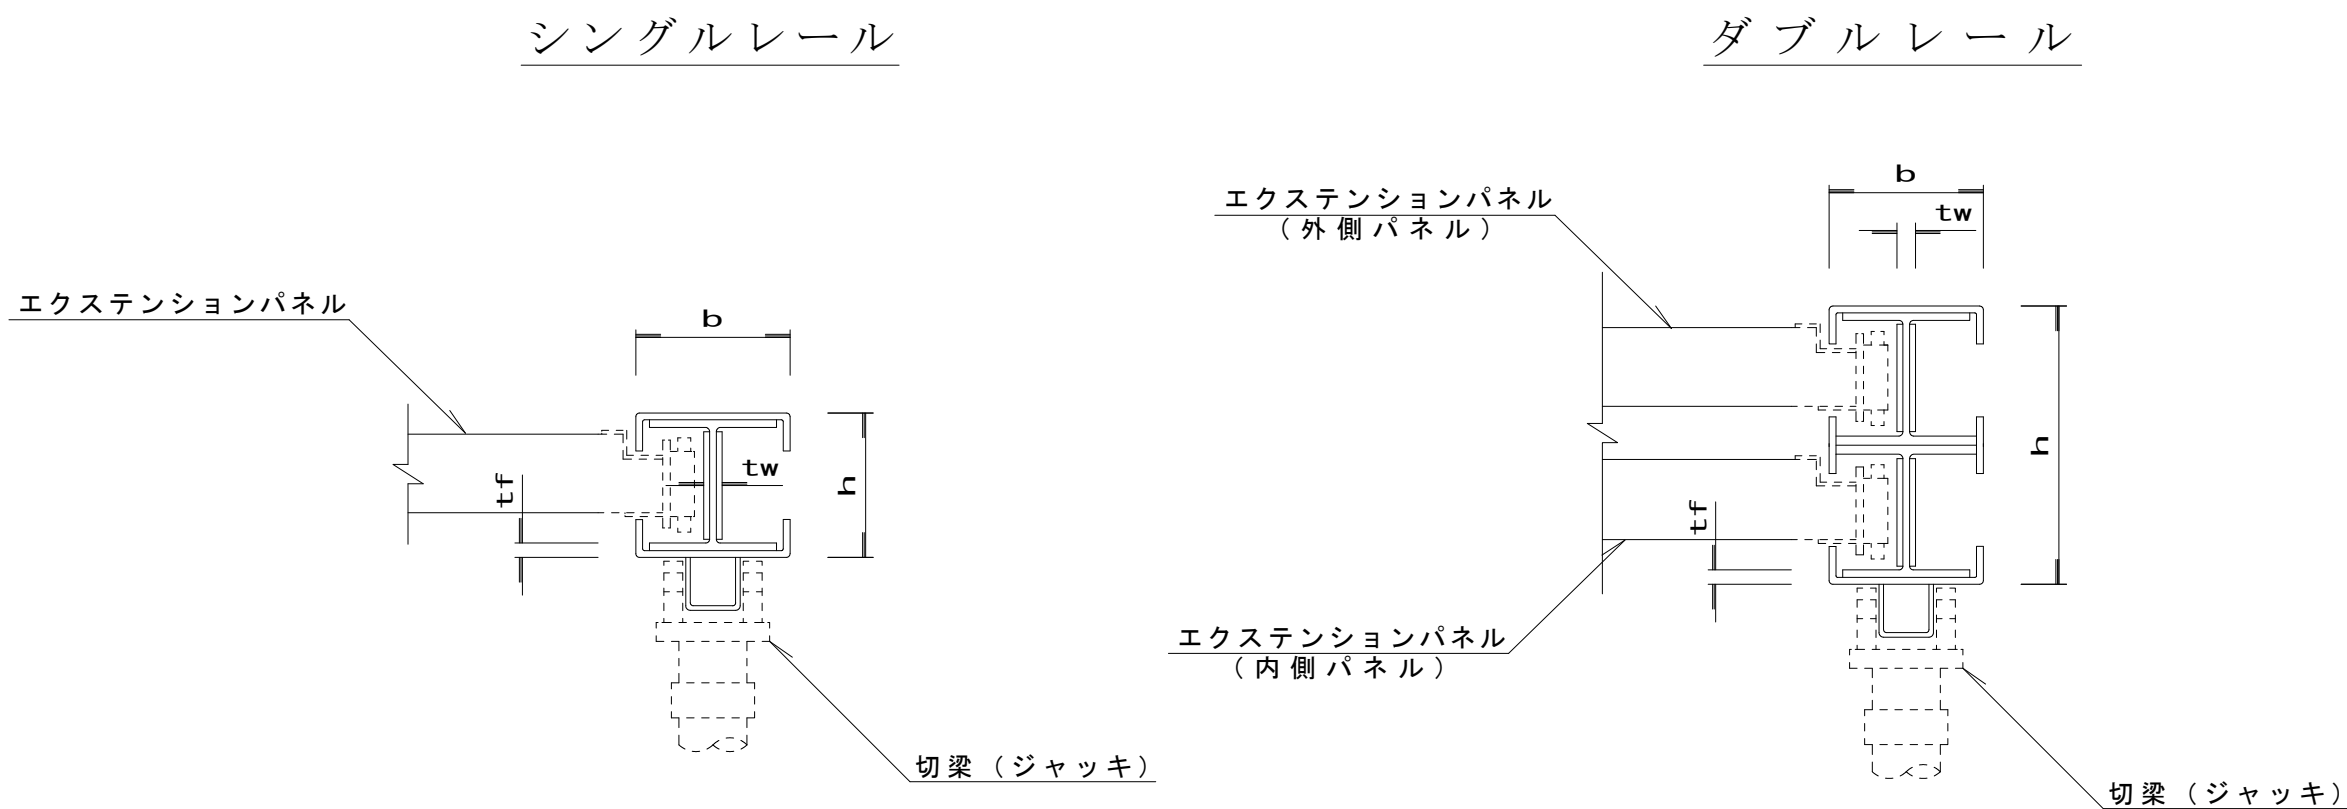 シングルレール
エクステンションパネル
b
tw
h
tf
切梁（ジャッキ）
ダブルレール
エクステンションパネル
（外側パネル）
b
tw
h
tf
エクステンションパネル
（内側パネル）
切梁（ジャッキ）